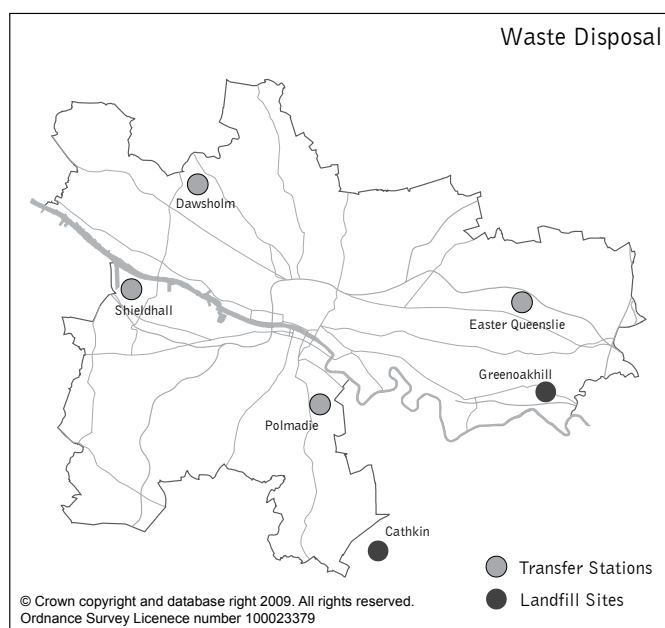 Waste Disposal
Dawsholm
Shieldhall
Easter Queenslie
Greenoakhill
Polmadie
Cathkin
Transfer Stations
Landfill Sites
© Crown copyright and database right 2009. All rights reserved.
Ordnance Survey Licenece number 100023379